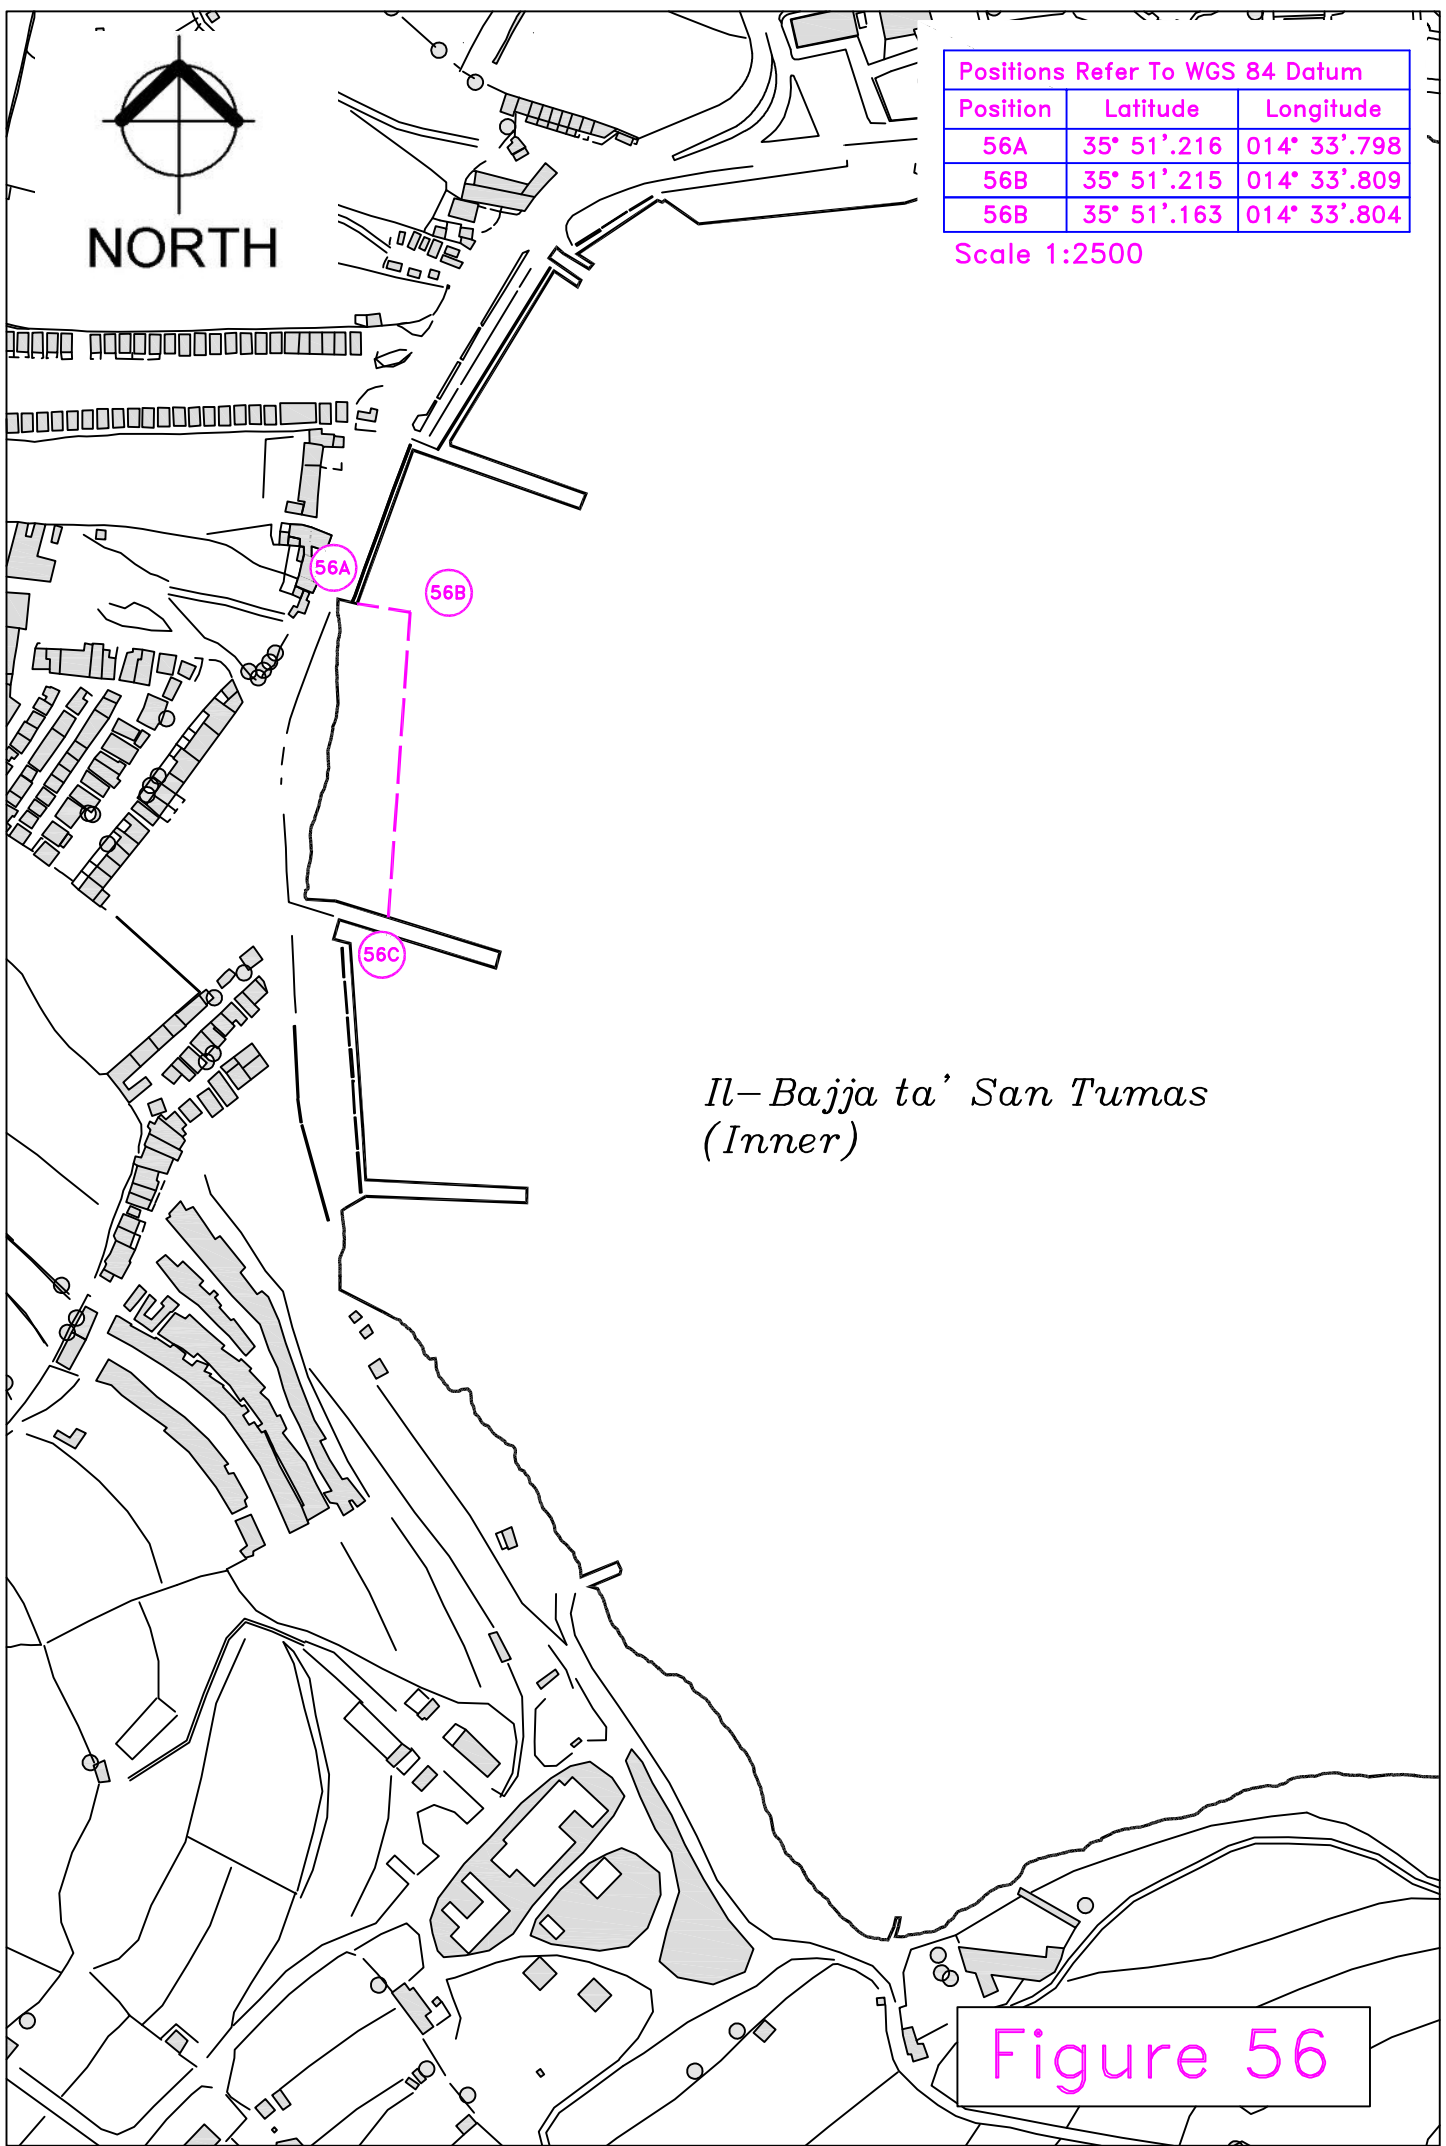 NORTH
Positions Refer To WGS 84 Datum
Position Latitude Longitude
56A 35° 51'.216 014° 33'.798
56B 35° 51'.215 014° 33'.809
56B 35° 51'.163 014° 33'.804
Scale 1:2500
56A
56B
56C
Il-Bajja ta' San Tumas
(Inner)
Figure 56